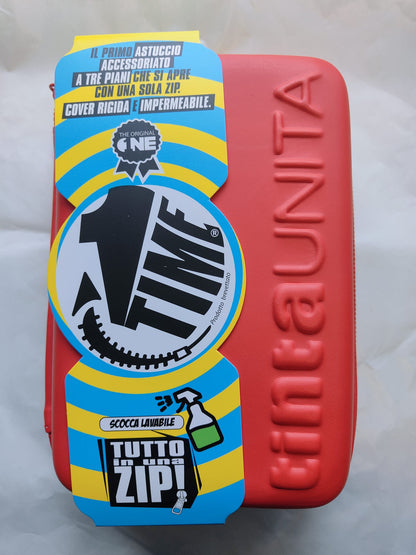 IL PRIMO ASTUCCIO
ACCESSORIATO
A TRE PIANI CHE SI APRE
CON UNA SOLA ZIP.
COVER RIGIDA E IMPERMEABILE.
THE ORIGINAL
ONE
1
TIME®
Prodotto brevettato
SCOCCA LAVABILE
TUTTO
in una
ZIP!
tintaUNITA